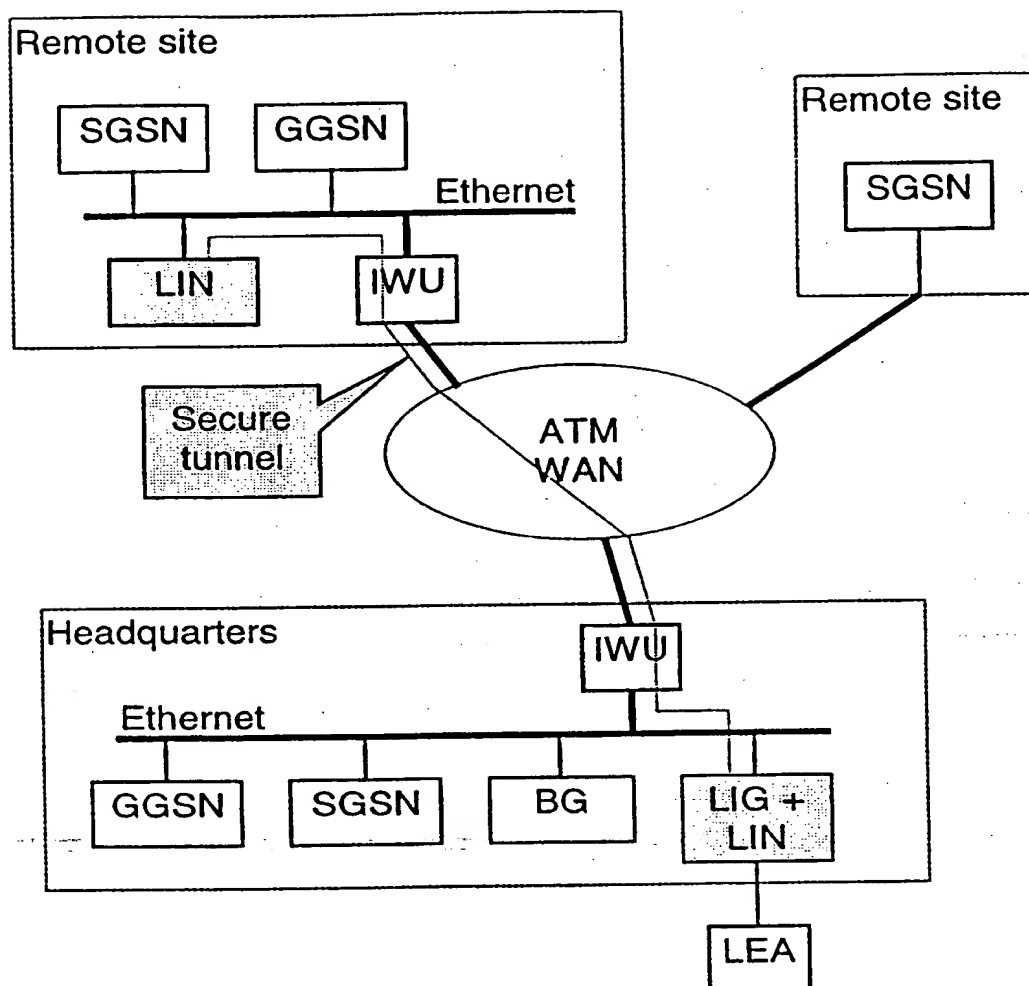 Remote site
SGSN
GGSN
Ethernet
LIN
IWU
Remote site
SGSN
Secure
tunnel
ATM
WAN
Headquarters
IWU
Ethernet
GGSN
SGSN
BG
LIG +
LIN
LEA